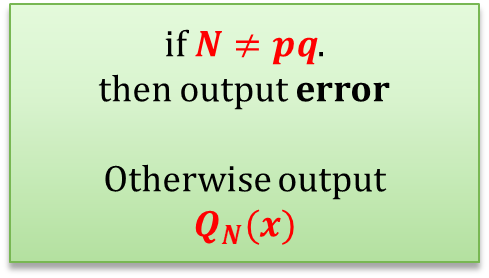 if N ≠ pq.
then output error
Otherwise output
Q_N(x)